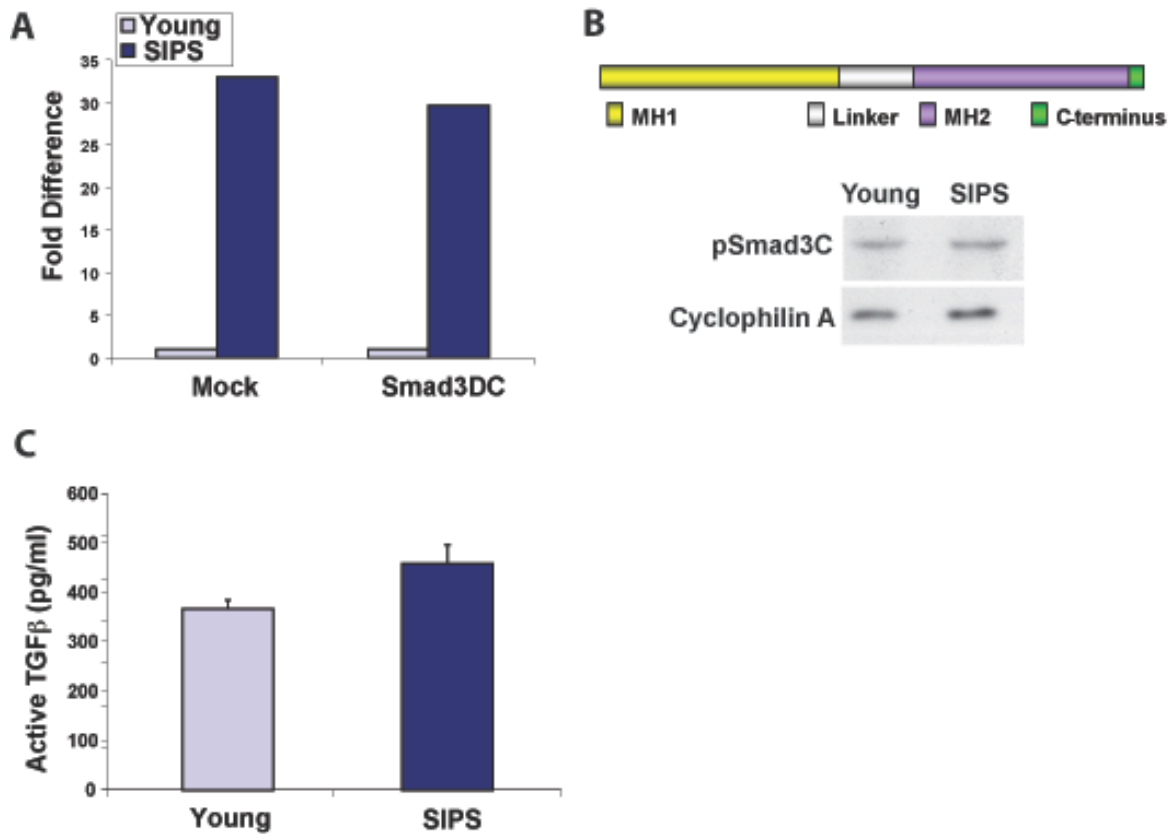 A
Young
SIPS
35
30
25
20
15
10
5
0
Fold Difference
Mock
Smad3DC
B
MH1 Linker MH2 C-terminus
Young SIPS
pSmad3C
Cyclophilin A
C
600
500
400
300
200
100
0
Active TGFβ (pg/ml)
Young
SIPS